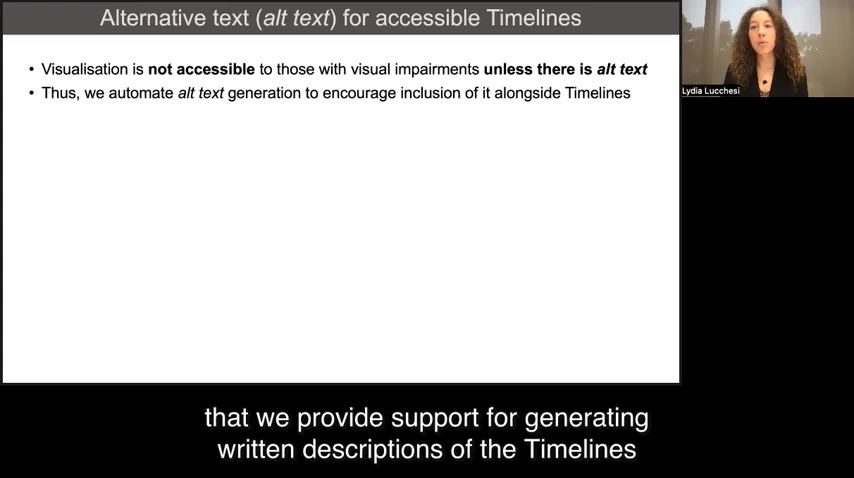 Alternative text (alt text) for accessible Timelines
• Visualisation is not accessible to those with visual impairments unless there is alt text
• Thus, we automate alt text generation to encourage inclusion of it alongside Timelines
Lydia Lucchesi
that we provide support for generating
written descriptions of the Timelines